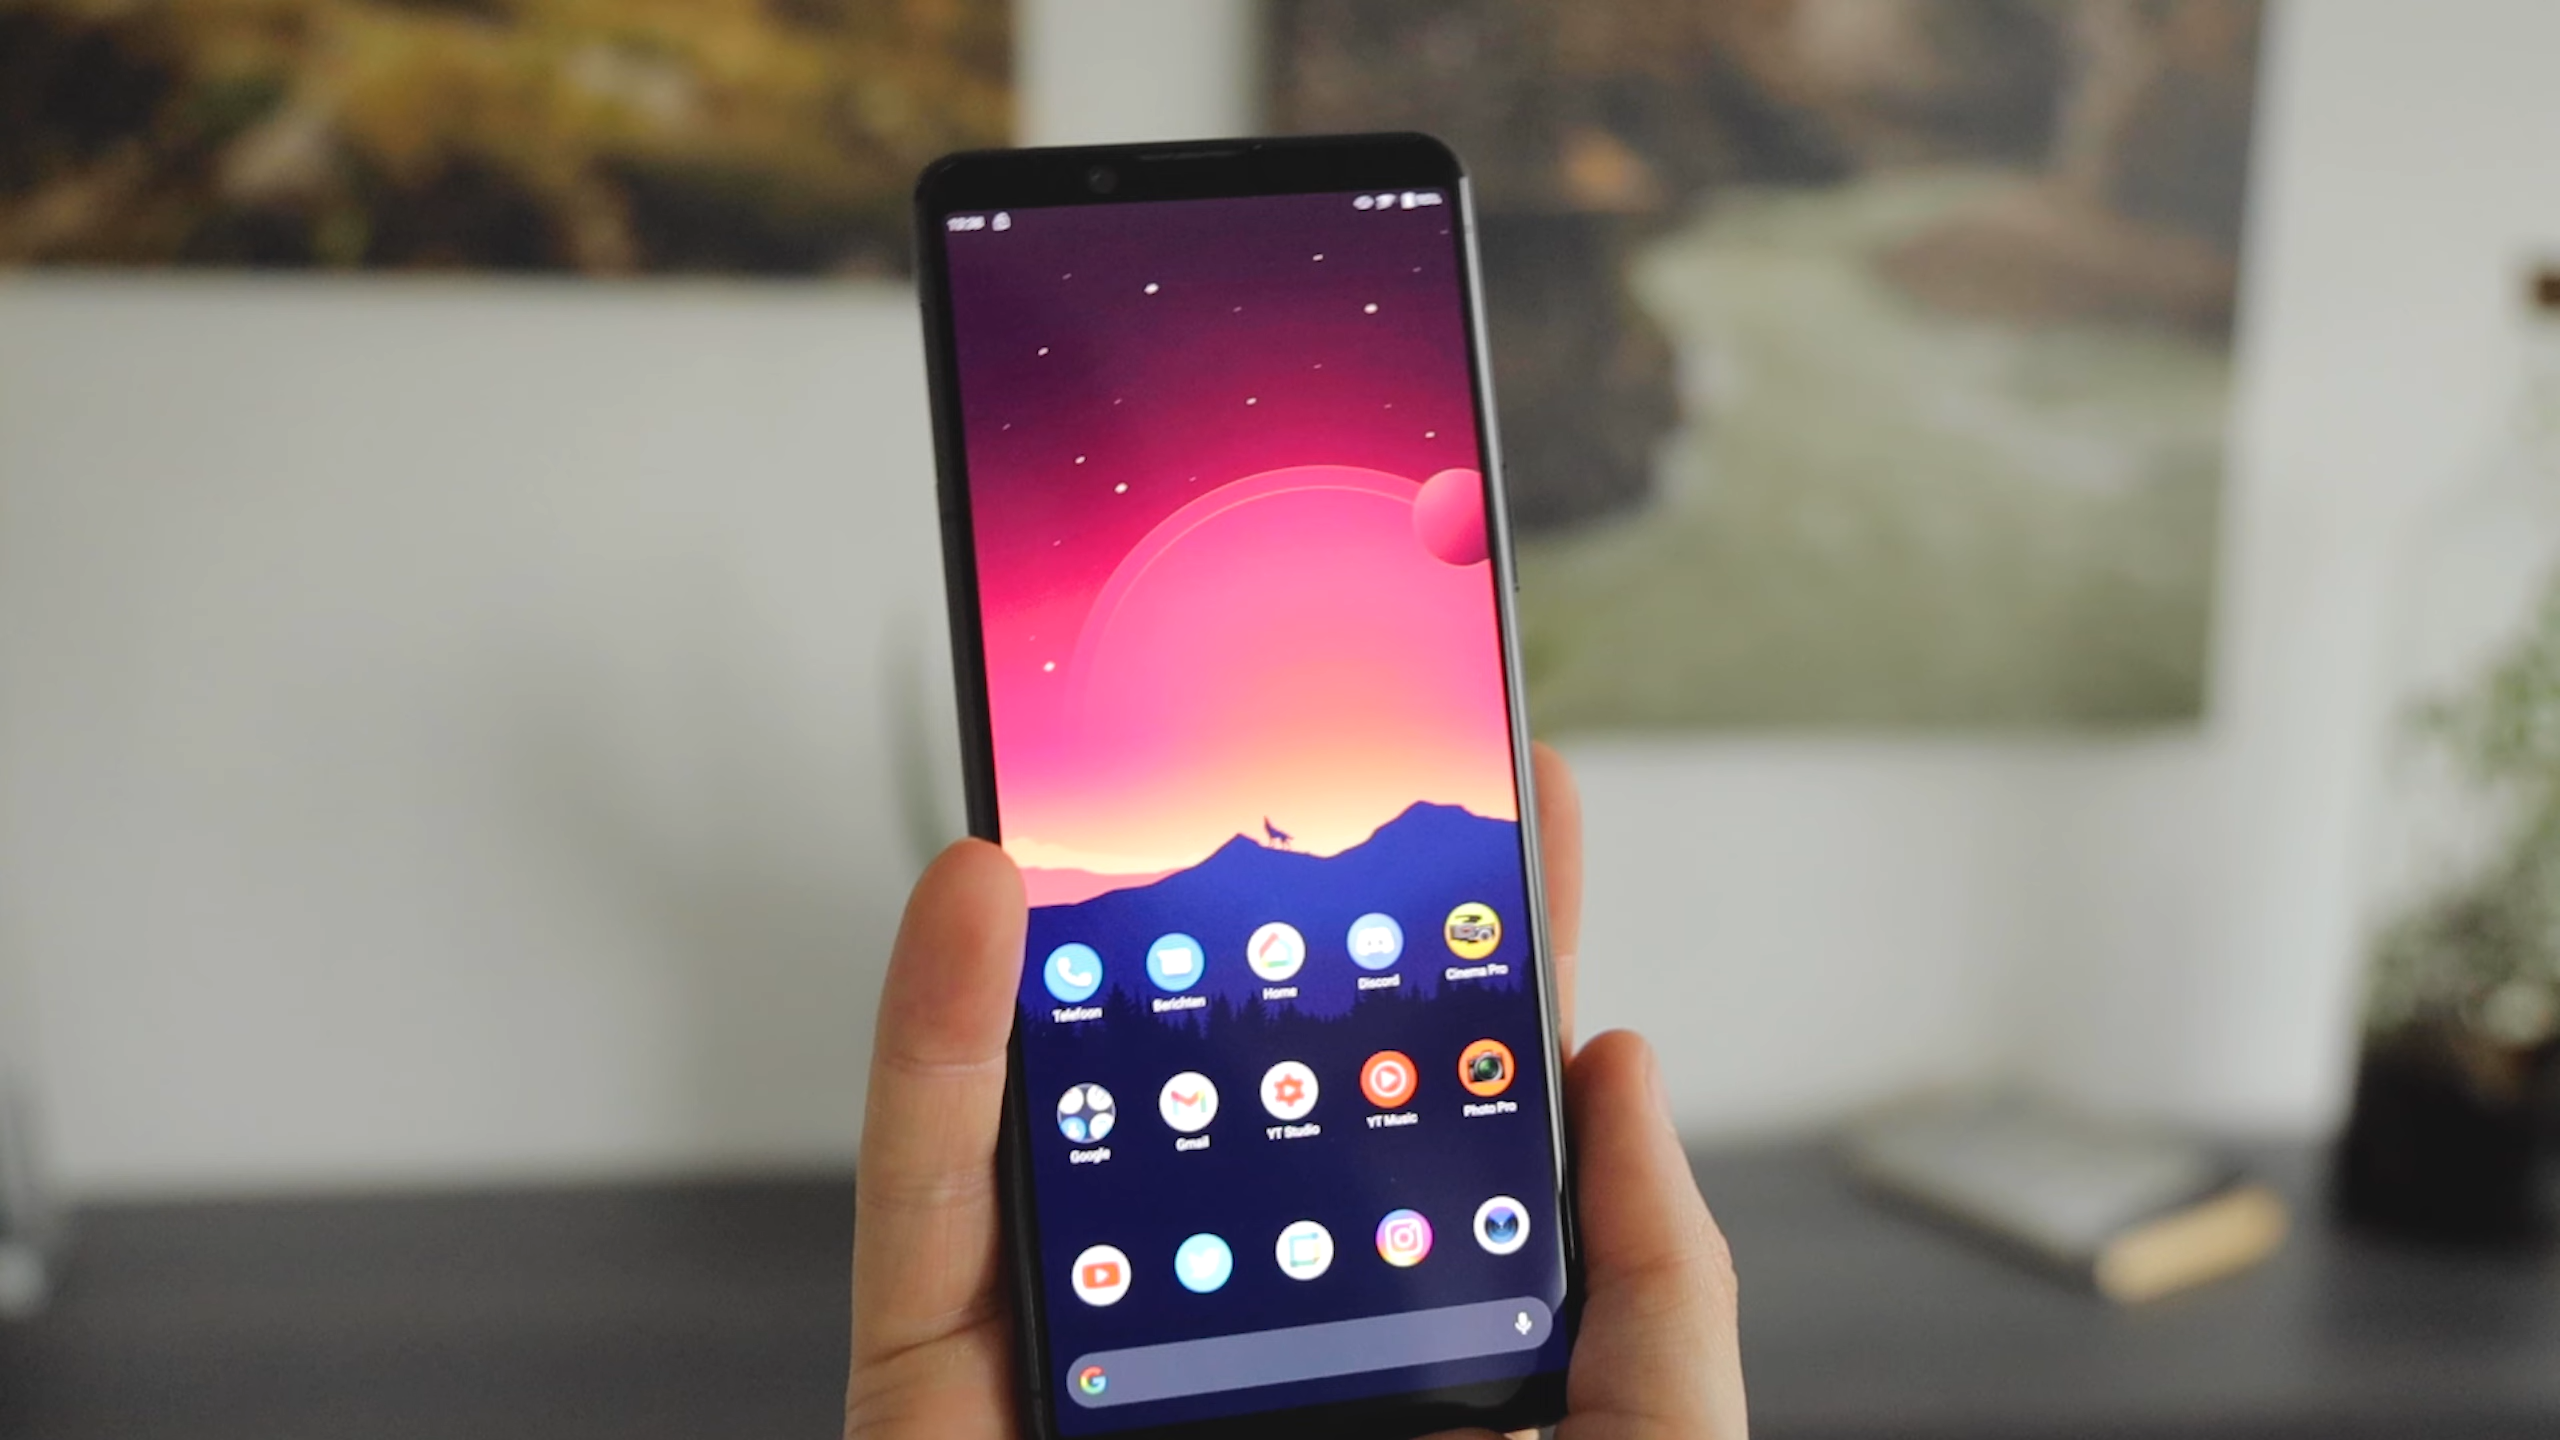 Telefoon
Berichten
Home
Discord
Cinema Pro
Google
Gmail
YT Studio
YT Music
Photo Pro
G